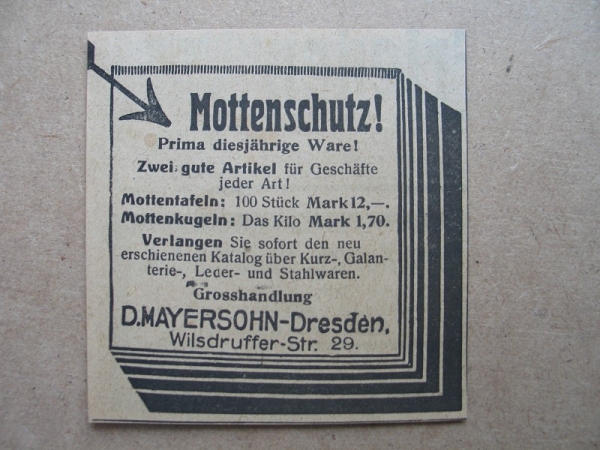 Mottenschutz!
Prima diesjährige Ware!
Zwei gute Artikel für Geschäfte
jeder Art!
Mottentafeln: 100 Stück Mark 12,—.
Mottenkugeln: Das Kilo Mark 1,70.
Verlangen Sie sofort den neu
erschienenen Katalog über Kurz-, Galan-
terie-, Leder- und Stahlwaren.
Grosshandlung
D.MAYERSOHN-Dresden,
Wilsdruffer-Str. 29.